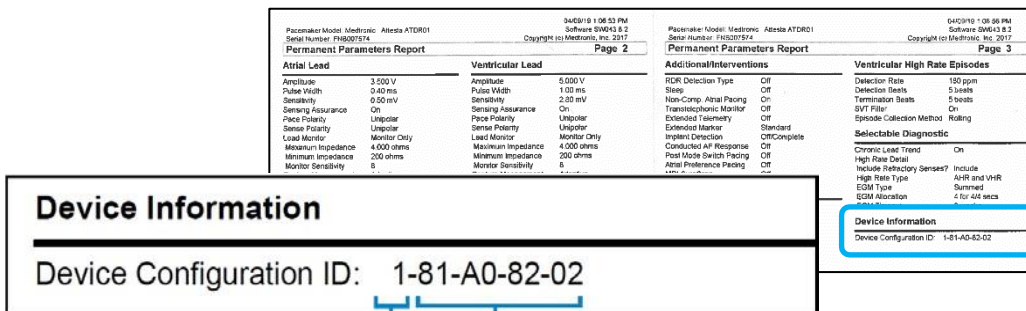 04/09/19 1:06:53 PM
Pacemaker Model: Medtronic Attesta ATDR01
Software SW043 8.2
Serial Number: FNB007574
Copyright (c) Medtronic, Inc. 2017
Permanent Parameters Report
Page 2
Atrial Lead
Amplitude 3.500 V
Pulse Width 0.40 ms
Sensitivity 0.50 mV
Sensing Assurance On
Pace Polarity Unipolar
Sense Polarity Unipolar
Lead Monitor Monitor Only
Maximum Impedance 4,000 ohms
Minimum Impedance 200 ohms
Monitor Sensitivity 8
Ventricular Lead
Amplitude 5.000 V
Pulse Width 1.00 ms
Sensitivity 2.80 mV
Sensing Assurance On
Pace Polarity Unipolar
Sense Polarity Unipolar
Lead Monitor Monitor Only
Maximum Impedance 4,000 ohms
Minimum Impedance 200 ohms
Monitor Sensitivity 8
04/09/19 1:06:56 PM
Pacemaker Model: Medtronic Attesta ATDR01
Software SW043 8.2
Serial Number: FNB007574
Copyright (c) Medtronic, Inc. 2017
Permanent Parameters Report
Page 3
Additional/Interventions
RDR Detection Type Off
Sleep Off
Non-Comp. Atrial Pacing On
Transtelephonic Monitor Off
Extended Telemetry Off
Extended Marker Standard
Implant Detection Off/Complete
Conducted AF Response Off
Post Mode Switch Pacing Off
Atrial Preference Pacing Off
Ventricular High Rate Episodes
Detection Rate 180 ppm
Detection Beats 5 beats
Termination Beats 5 beats
SVT Filter On
Episode Collection Method Rolling
Selectable Diagnostic
Chronic Lead Trend On
High Rate Detail
Include Refractory Senses? Include
High Rate Type AHR and VHR
EGM Type Summed
EGM Allocation 4 for 4/4 secs
Device Information
Device Configuration ID: 1-81-A0-82-02
Device Information
Device Configuration ID: 1-81-A0-82-02